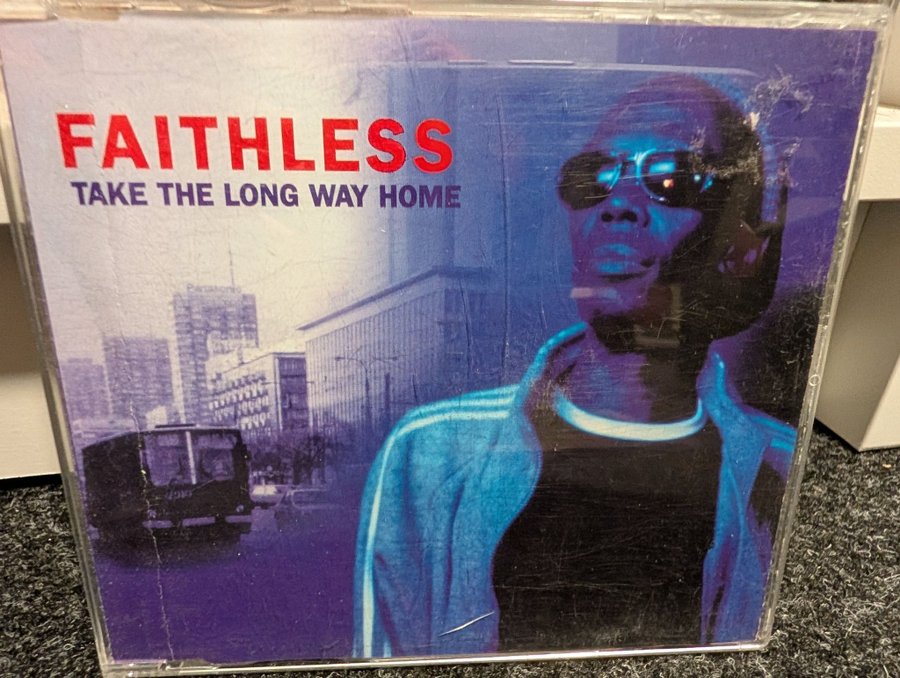 FAITHLESS
TAKE THE LONG WAY HOME